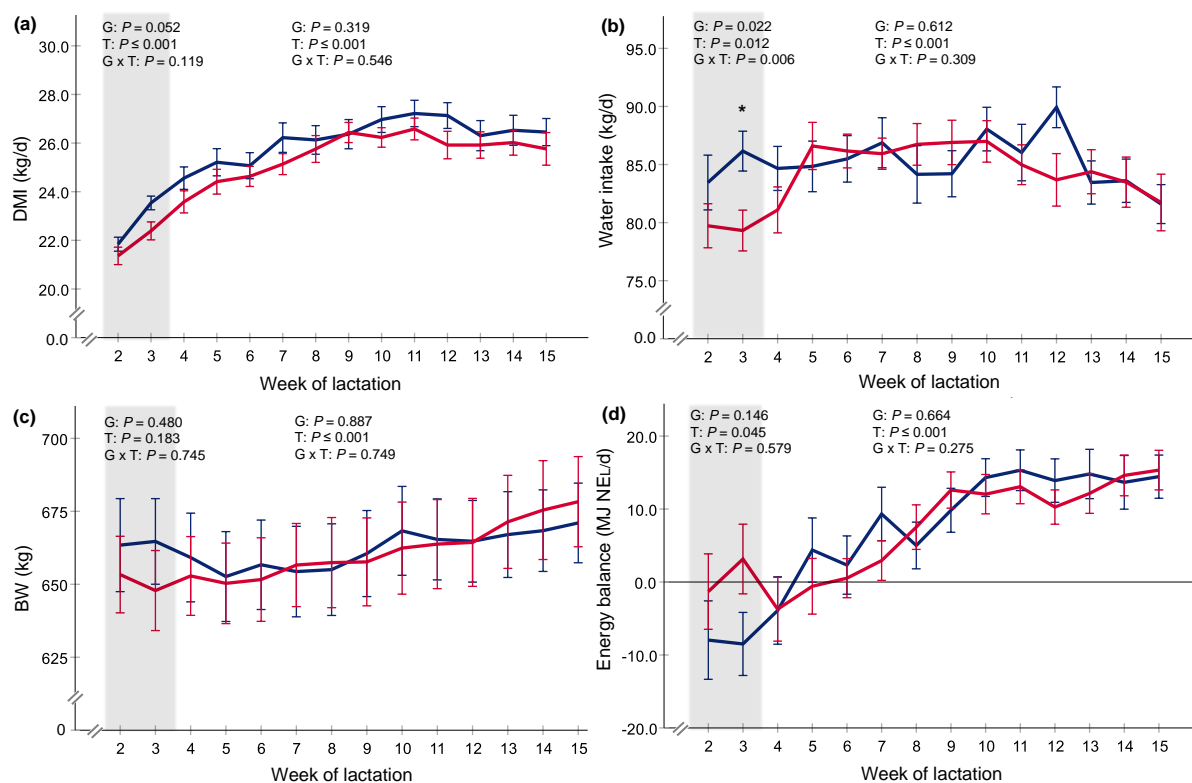 (a)
G: P = 0.052
T: P ≤ 0.001
G x T: P = 0.119
G: P = 0.319
T: P ≤ 0.001
G x T: P = 0.546
DMI (kg/d)
30.0
28.0
26.0
24.0
22.0
20.0
0.0
2 3 4 5 6 7 8 9 10 11 12 13 14 15
Week of lactation
(b)
G: P = 0.022
T: P = 0.012
G x T: P = 0.006
G: P = 0.612
T: P ≤ 0.001
G x T: P = 0.309
*
Water intake (kg/d)
90.0
85.0
80.0
75.0
0.0
2 3 4 5 6 7 8 9 10 11 12 13 14 15
Week of lactation
(c)
G: P = 0.480
T: P = 0.183
G x T: P = 0.745
G: P = 0.887
T: P ≤ 0.001
G x T: P = 0.749
BW (kg)
700
675
650
625
0
2 3 4 5 6 7 8 9 10 11 12 13 14 15
Week of lactation
(d)
G: P = 0.146
T: P = 0.045
G x T: P = 0.579
G: P = 0.664
T: P ≤ 0.001
G x T: P = 0.275
Energy balance (MJ NEL/d)
20.0
10.0
0.0
-10.0
-20.0
2 3 4 5 6 7 8 9 10 11 12 13 14 15
Week of lactation